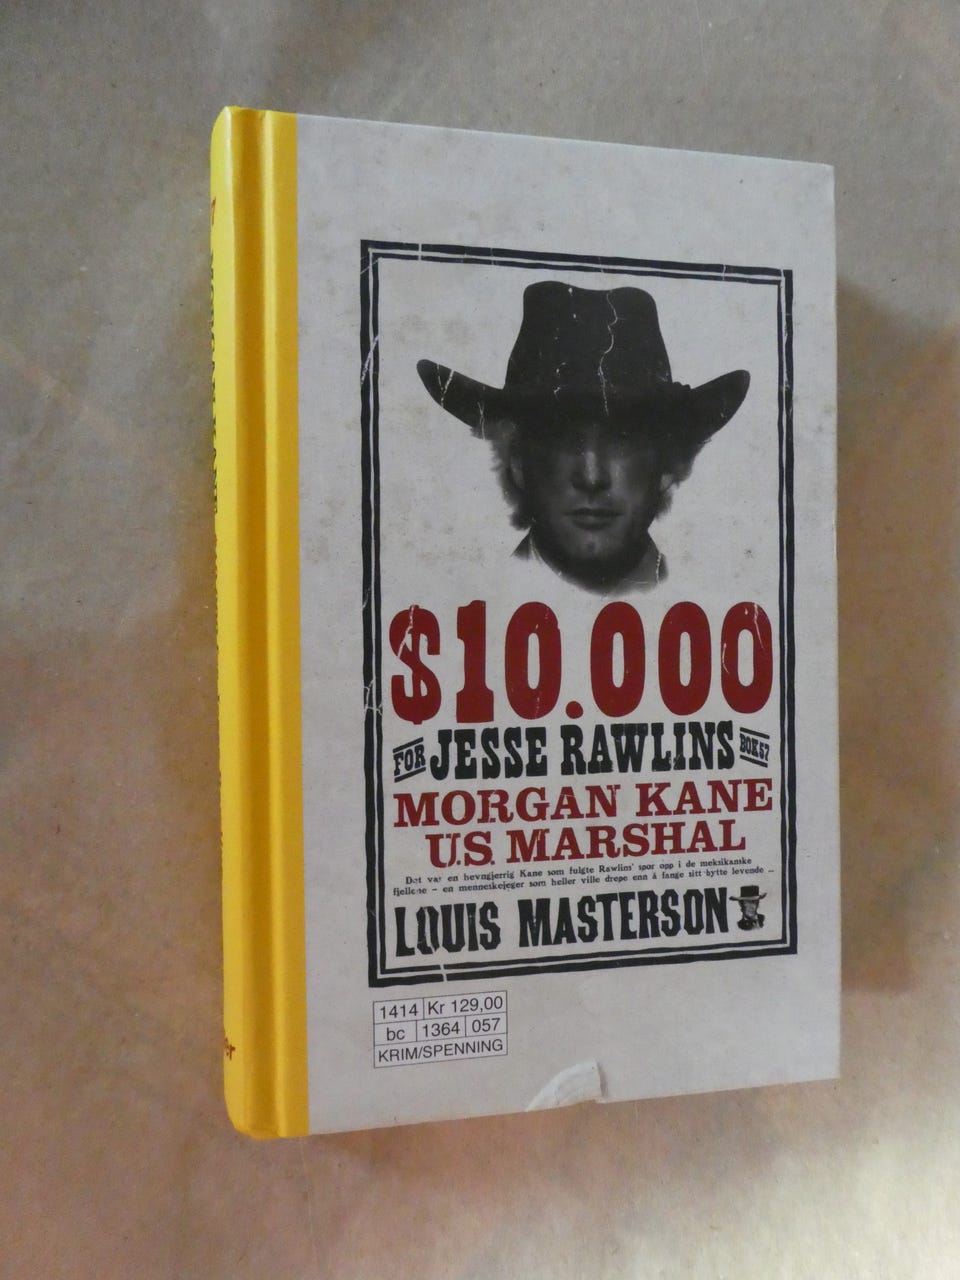 $10.000
FOR JESSE RAWLINS BOK 57
MORGAN KANE
U.S. MARSHAL
Det var en hevngjerrig Kane som fulgte Rawlins' spor opp i de meksikanske
fjellene – en menneskejeger som heller ville drepe enn å fange sitt bytte levende –
LOUIS MASTERSON
1414 Kr 129,00
bc 1364 057
KRIM/SPENNING